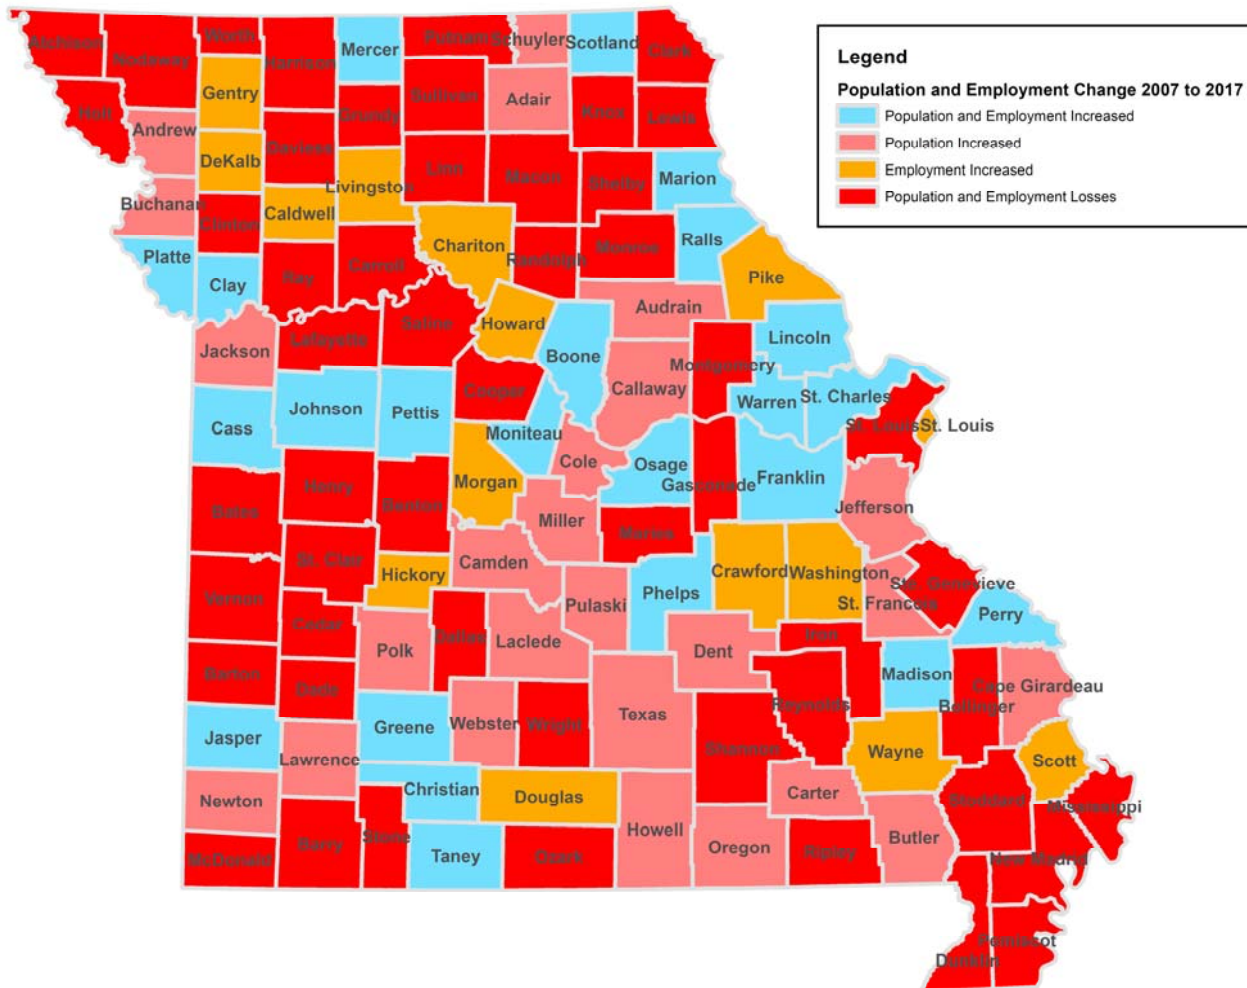 Legend
Population and Employment Change 2007 to 2017
Population and Employment Increased
Population Increased
Employment Increased
Population and Employment Losses
Atchison
Nodaway
Worth
Harrison
Mercer
Putnam
Schuyler
Scotland
Clark
Holt
Gentry
Andrew
Grundy
Sullivan
Adair
Knox
Lewis
DeKalb
Daviess
Livingston
Linn
Macon
Shelby
Marion
Buchanan
Clinton
Caldwell
Platte
Clay
Ray
Carroll
Chariton
Randolph
Monroe
Ralls
Pike
Jackson
Lafayette
Saline
Howard
Boone
Audrain
Lincoln
Cass
Johnson
Pettis
Cooper
Callaway
Montgomery
Warren
St. Charles
St. Louis
St. Louis
Moniteau
Cole
Osage
Gasconade
Franklin
Bates
Henry
Benton
Morgan
Miller
Maries
Jefferson
St. Clair
Hickory
Camden
Pulaski
Phelps
Crawford
Washington
St. Francois
Ste. Genevieve
Perry
Vernon
Cedar
Polk
Dallas
Laclede
Dent
Iron
Madison
Bollinger
Cape Girardeau
Barton
Dade
Greene
Webster
Wright
Texas
Shannon
Reynolds
Wayne
Scott
Jasper
Lawrence
Christian
Douglas
Howell
Carter
Stoddard
Mississippi
Newton
McDonald
Barry
Stone
Taney
Ozark
Oregon
Ripley
Butler
New Madrid
Dunklin
Pemiscot